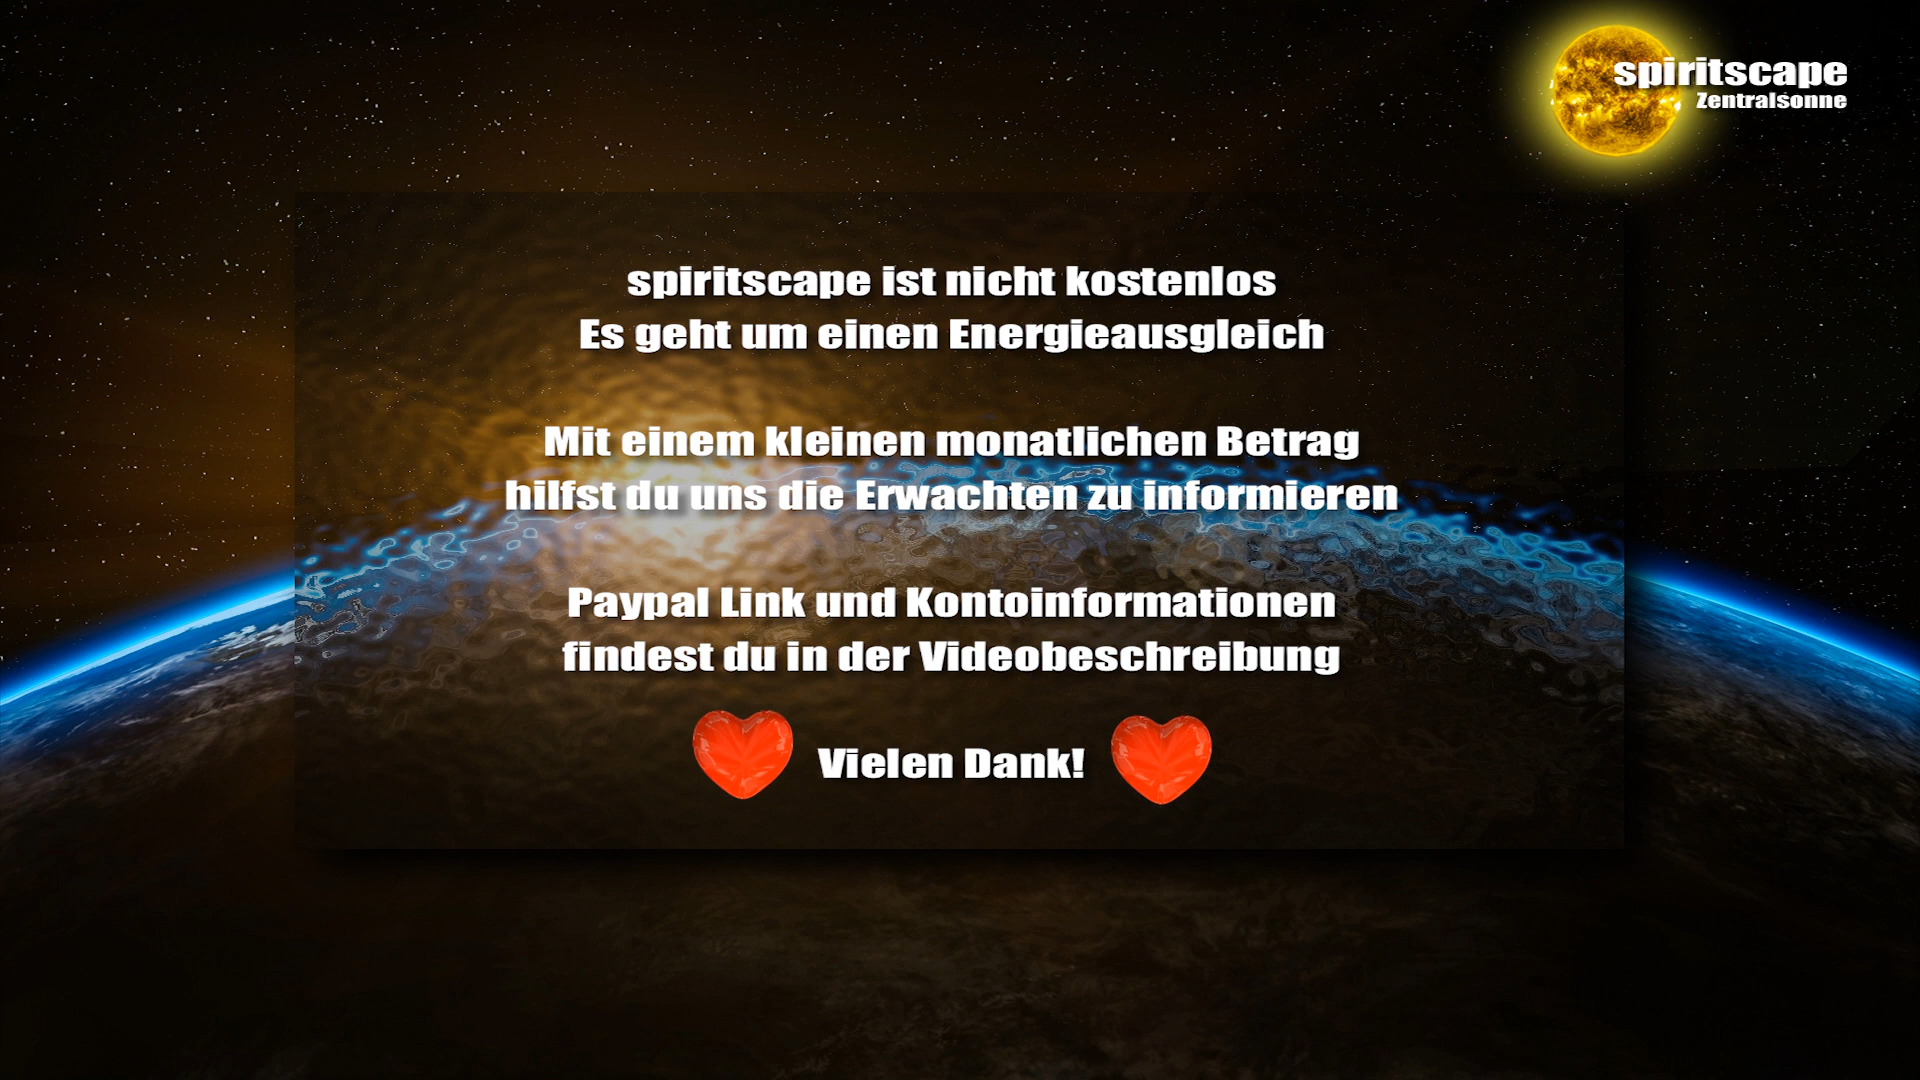 spiritscape
Zentralsonne
spiritscape ist nicht kostenlos
Es geht um einen Energieausgleich
Mit einem kleinen monatlichen Betrag
hilfst du uns die Erwachten zu informieren
Paypal Link und Kontoinformationen
findest du in der Videobeschreibung
Vielen Dank!